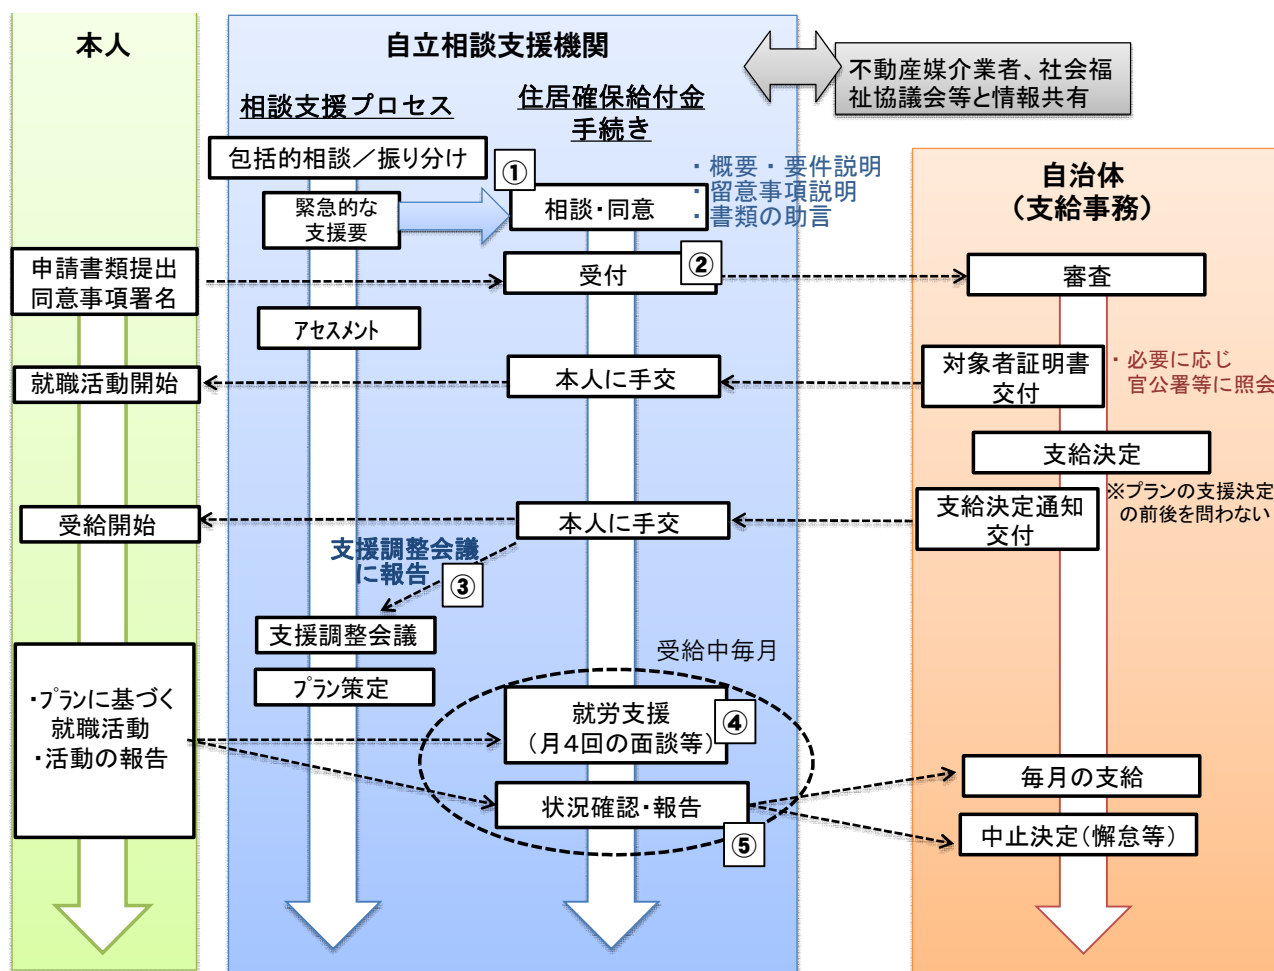 本人
自立相談支援機関
不動産媒介業者、社会福
祉協議会等と情報共有
相談支援プロセス
住居確保給付金
手続き
包括的相談／振り分け
①
・概要・要件説明
・留意事項説明
・書類の助言
自治体
（支給事務）
緊急的な
支援要
相談・同意
申請書類提出
同意事項署名
受付
②
審査
アセスメント
就職活動開始
本人に手交
対象者証明書
交付
・必要に応じ
官公署等に照会
支給決定
※プランの支援決定
の前後を問わない
受給開始
本人に手交
支給決定通知
交付
支援調整会議
に報告
③
支援調整会議
受給中毎月
プラン策定
・プランに基づく
就職活動
・活動の報告
就労支援
（月４回の面談等）
④
毎月の支給
状況確認・報告
⑤
中止決定（懈怠等）